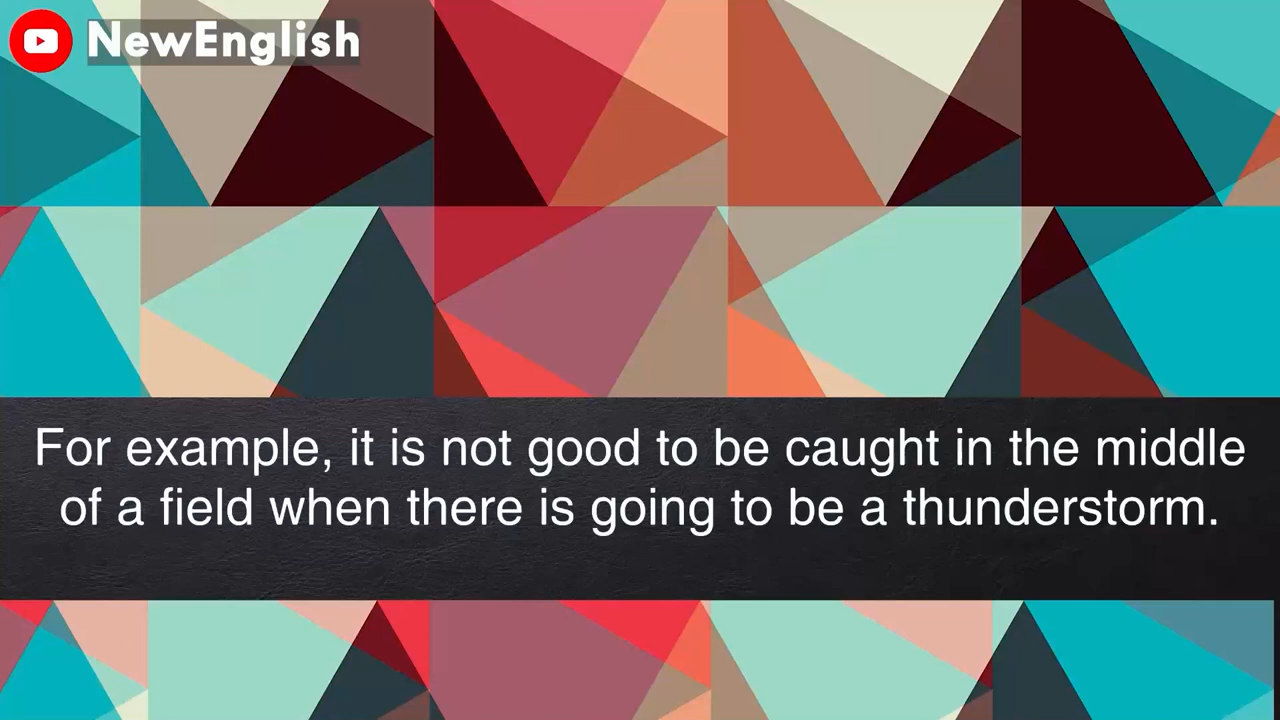 NewEnglish
For example, it is not good to be caught in the middle
of a field when there is going to be a thunderstorm.